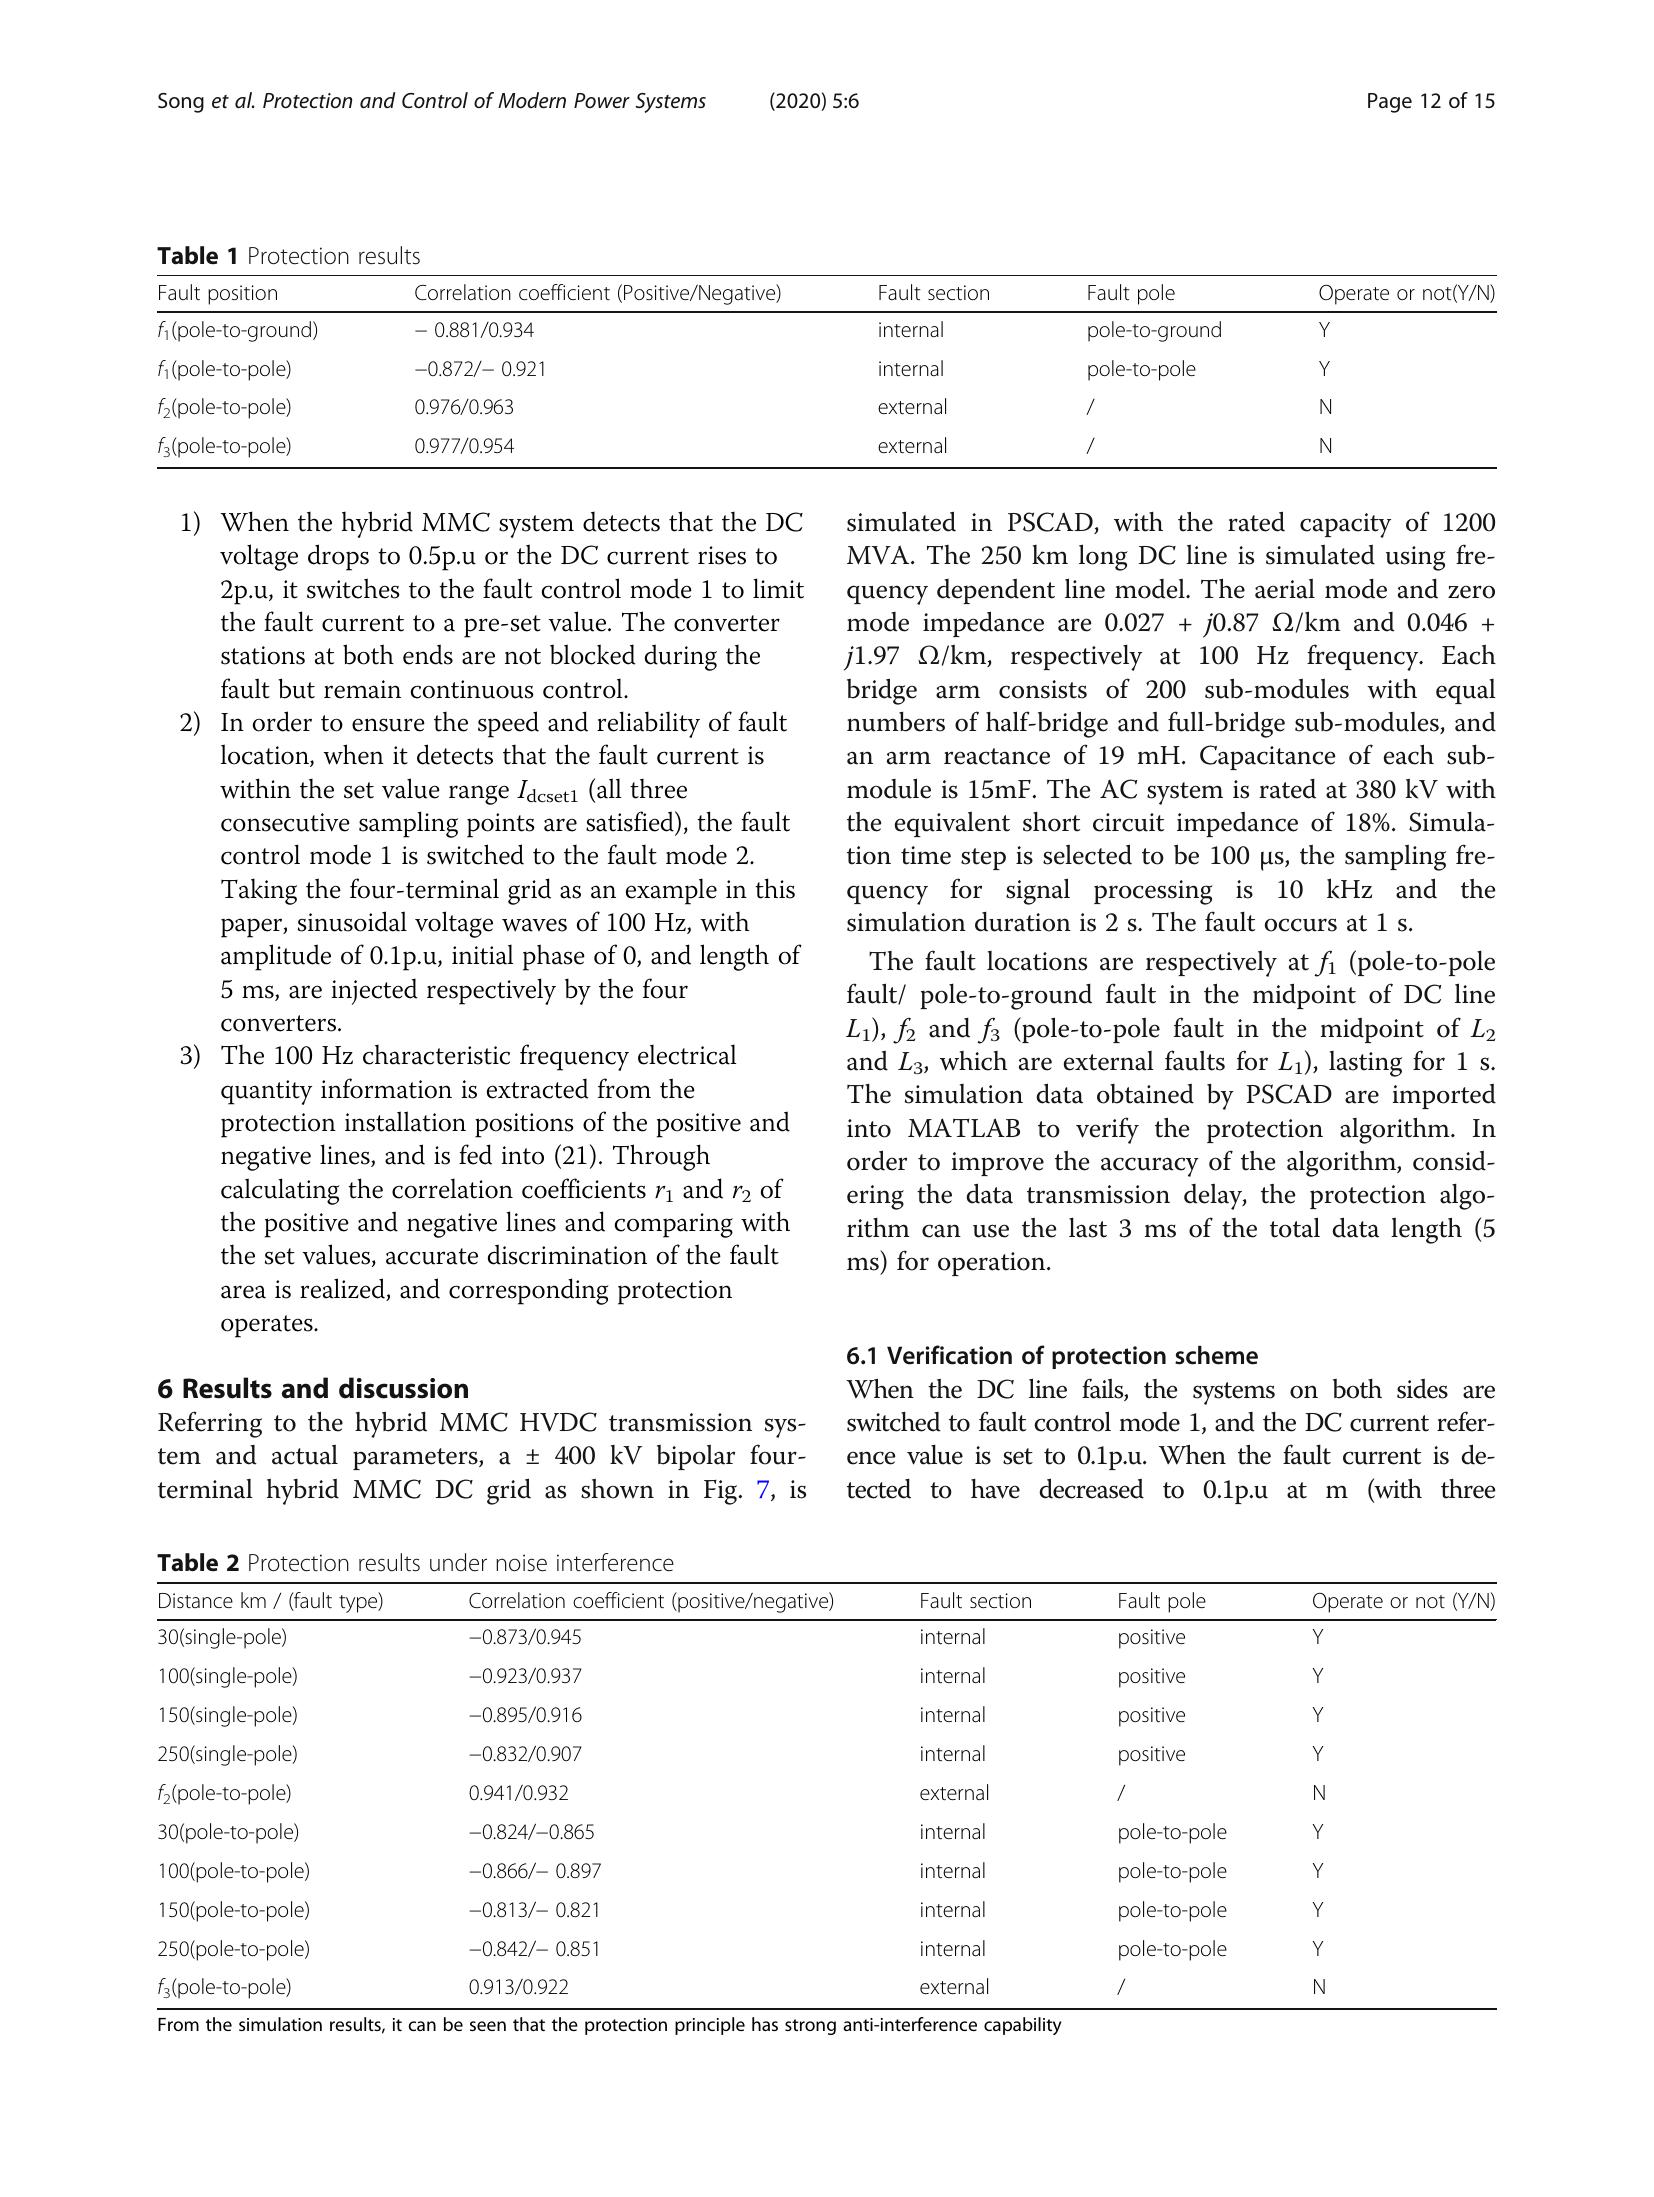 Song et al. Protection and Control of Modern Power Systems (2020) 5:6 Page 12 of 15
Table 1 Protection results
Fault position Correlation coefficient (Positive/Negative) Fault section Fault pole Operate or not(Y/N)
f1(pole-to-ground) − 0.881/0.934 internal pole-to-ground Y
f1(pole-to-pole) −0.872/− 0.921 internal pole-to-pole Y
f2(pole-to-pole) 0.976/0.963 external / N
f3(pole-to-pole) 0.977/0.954 external / N
1) When the hybrid MMC system detects that the DC
voltage drops to 0.5p.u or the DC current rises to
2p.u, it switches to the fault control mode 1 to limit
the fault current to a pre-set value. The converter
stations at both ends are not blocked during the
fault but remain continuous control.
2) In order to ensure the speed and reliability of fault
location, when it detects that the fault current is
within the set value range Idcset1 (all three
consecutive sampling points are satisfied), the fault
control mode 1 is switched to the fault mode 2.
Taking the four-terminal grid as an example in this
paper, sinusoidal voltage waves of 100 Hz, with
amplitude of 0.1p.u, initial phase of 0, and length of
5 ms, are injected respectively by the four
converters.
3) The 100 Hz characteristic frequency electrical
quantity information is extracted from the
protection installation positions of the positive and
negative lines, and is fed into (21). Through
calculating the correlation coefficients r1 and r2 of
the positive and negative lines and comparing with
the set values, accurate discrimination of the fault
area is realized, and corresponding protection
operates.
6 Results and discussion
Referring to the hybrid MMC HVDC transmission sys-
tem and actual parameters, a ± 400 kV bipolar four-
terminal hybrid MMC DC grid as shown in Fig. 7, is
simulated in PSCAD, with the rated capacity of 1200
MVA. The 250 km long DC line is simulated using fre-
quency dependent line model. The aerial mode and zero
mode impedance are 0.027 + j0.87 Ω/km and 0.046 +
j1.97 Ω/km, respectively at 100 Hz frequency. Each
bridge arm consists of 200 sub-modules with equal
numbers of half-bridge and full-bridge sub-modules, and
an arm reactance of 19 mH. Capacitance of each sub-
module is 15mF. The AC system is rated at 380 kV with
the equivalent short circuit impedance of 18%. Simula-
tion time step is selected to be 100 μs, the sampling fre-
quency for signal processing is 10 kHz and the
simulation duration is 2 s. The fault occurs at 1 s.
The fault locations are respectively at f1 (pole-to-pole
fault/ pole-to-ground fault in the midpoint of DC line
L1), f2 and f3 (pole-to-pole fault in the midpoint of L2
and L3, which are external faults for L1), lasting for 1 s.
The simulation data obtained by PSCAD are imported
into MATLAB to verify the protection algorithm. In
order to improve the accuracy of the algorithm, consid-
ering the data transmission delay, the protection algo-
rithm can use the last 3 ms of the total data length (5
ms) for operation.
6.1 Verification of protection scheme
When the DC line fails, the systems on both sides are
switched to fault control mode 1, and the DC current refer-
ence value is set to 0.1p.u. When the fault current is de-
tected to have decreased to 0.1p.u at m (with three
Table 2 Protection results under noise interference
Distance km / (fault type) Correlation coefficient (positive/negative) Fault section Fault pole Operate or not (Y/N)
30(single-pole) −0.873/0.945 internal positive Y
100(single-pole) −0.923/0.937 internal positive Y
150(single-pole) −0.895/0.916 internal positive Y
250(single-pole) −0.832/0.907 internal positive Y
f2(pole-to-pole) 0.941/0.932 external / N
30(pole-to-pole) −0.824/−0.865 internal pole-to-pole Y
100(pole-to-pole) −0.866/− 0.897 internal pole-to-pole Y
150(pole-to-pole) −0.813/− 0.821 internal pole-to-pole Y
250(pole-to-pole) −0.842/− 0.851 internal pole-to-pole Y
f3(pole-to-pole) 0.913/0.922 external / N
From the simulation results, it can be seen that the protection principle has strong anti-interference capability